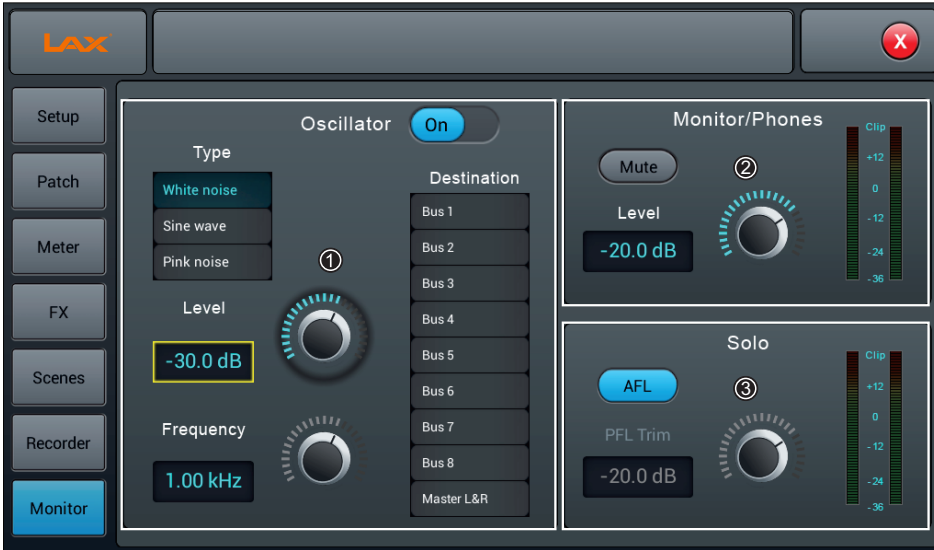 LAX
X
Setup
Patch
Meter
FX
Scenes
Recorder
Monitor
Oscillator
On
Type
White noise
Sine wave
Pink noise
①
Level
-30.0 dB
Frequency
1.00 kHz
Destination
Bus 1
Bus 2
Bus 3
Bus 4
Bus 5
Bus 6
Bus 7
Bus 8
Master L&R
Monitor/Phones
Mute
②
Level
-20.0 dB
Clip
+12
0
-12
-24
-36
Solo
AFL
③
PFL Trim
-20.0 dB
Clip
+12
0
-12
-24
-36